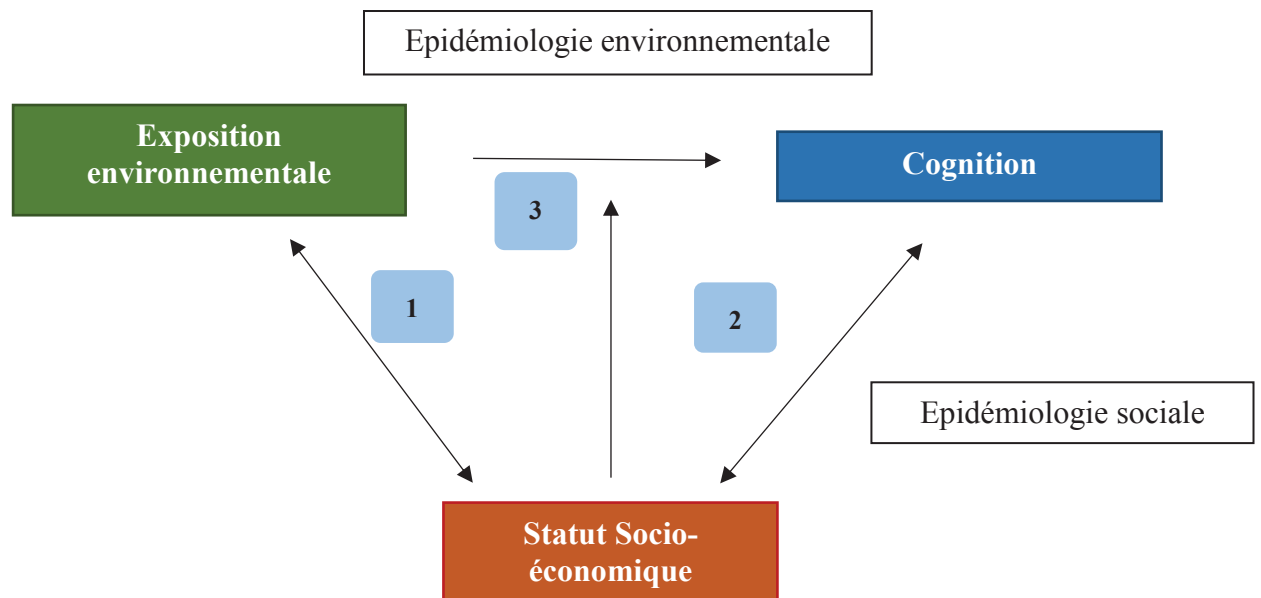 Epidémiologie environnementale
Exposition
environnementale
Cognition
3
1
2
Epidémiologie sociale
Statut Socio-
économique